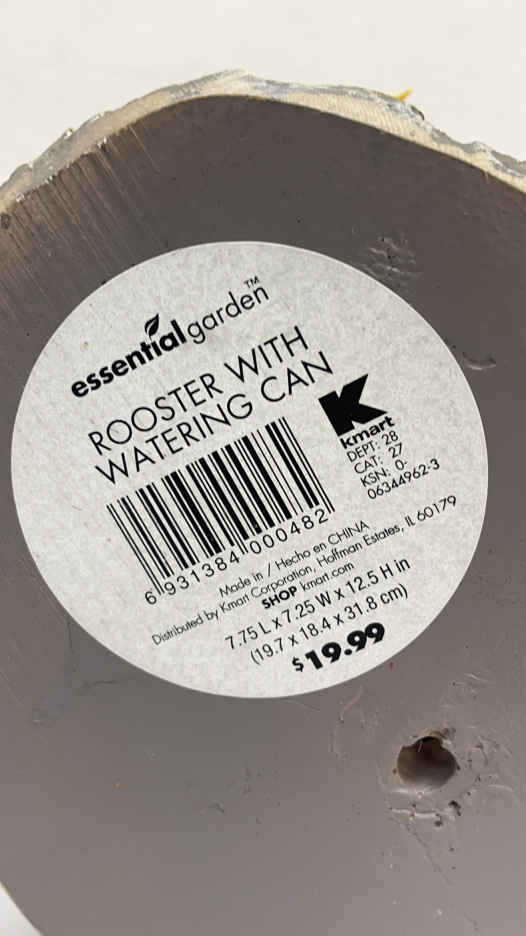 essential garden™
ROOSTER WITH
WATERING CAN
K
kmart
DEPT: 28
CAT: 27
KSN: 0-
06344962-3
6 931384 000482
Made in / Hecho en CHINA
Distributed by Kmart Corporation, Hoffman Estates, IL 60179
SHOP kmart.com
7.75 L x 7.25 W x 12.5 H in
(19.7 x 18.4 x 31.8 cm)
$19.99